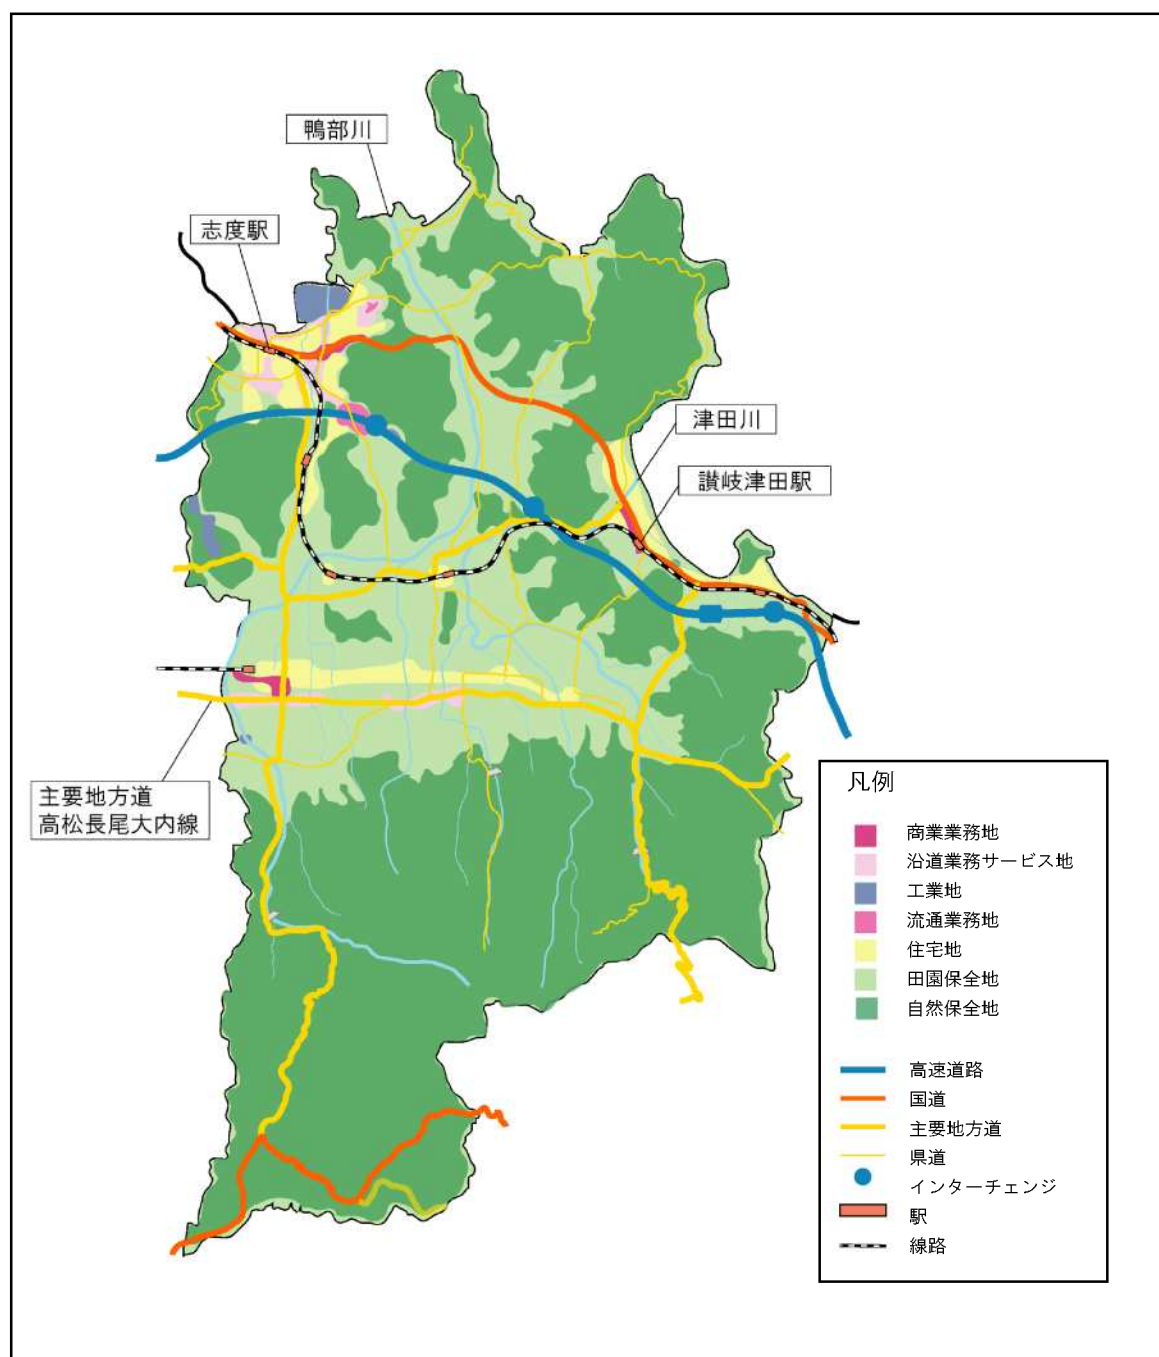 鴨部川
志度駅
津田川
讃岐津田駅
主要地方道
高松長尾大内線
凡例
商業業務地
沿道業務サービス地
工業地
流通業務地
住宅地
田園保全地
自然保全地
高速道路
国道
主要地方道
県道
インターチェンジ
駅
線路